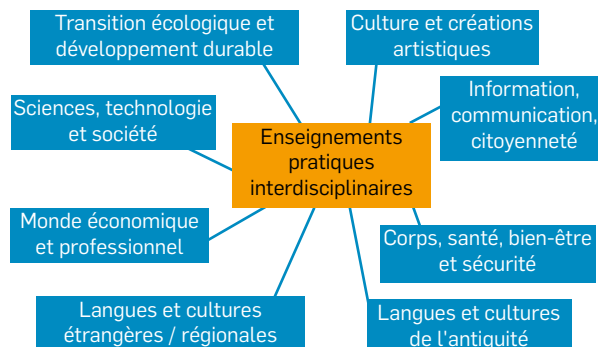 Transition écologique et
développement durable
Culture et créations
artistiques
Information,
communication,
citoyenneté
Sciences, technologie
et société
Enseignements
pratiques
interdisciplinaires
Monde économique
et professionnel
Corps, santé, bien-être
et sécurité
Langues et cultures
étrangères / régionales
Langues et cultures
de l'antiquité